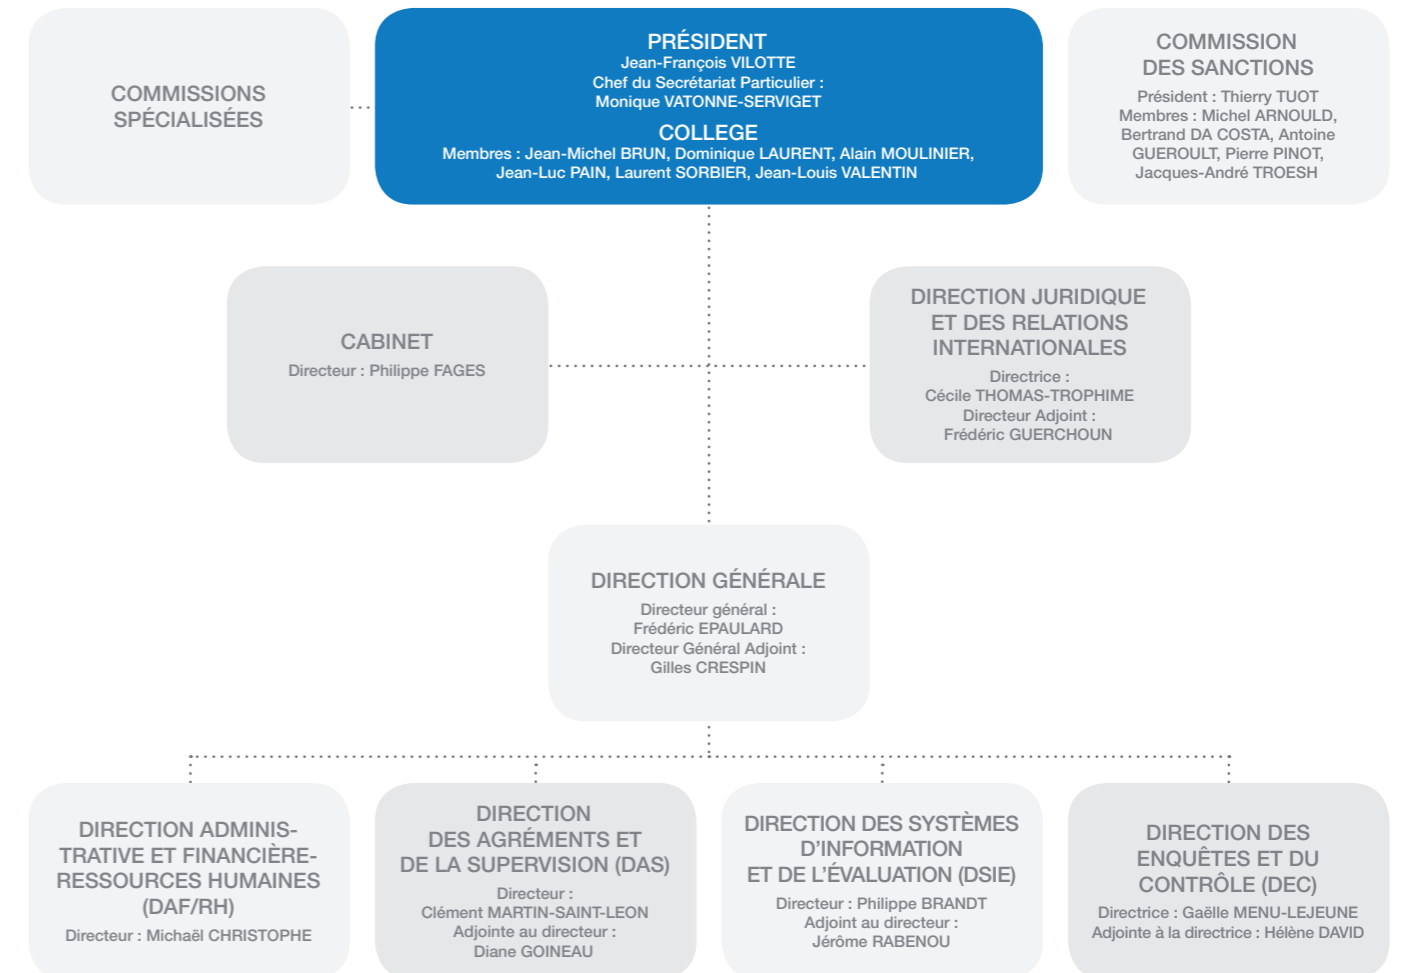 COMMISSIONS
SPÉCIALISÉES
PRÉSIDENT
Jean-François VILOTTE
Chef du Secrétariat Particulier :
Monique VATONNE-SERVIGET
COLLEGE
Membres : Jean-Michel BRUN, Dominique LAURENT, Alain MOULINIER,
Jean-Luc PAIN, Laurent SORBIER, Jean-Louis VALENTIN
COMMISSION
DES SANCTIONS
Président : Thierry TUOT
Membres : Michel ARNOULD,
Bertrand DA COSTA, Antoine
GUEROULT, Pierre PINOT,
Jacques-André TROESH
CABINET
Directeur : Philippe FAGES
DIRECTION JURIDIQUE
ET DES RELATIONS
INTERNATIONALES
Directrice :
Cécile THOMAS-TROPHIME
Directeur Adjoint :
Frédéric GUERCHOUN
DIRECTION GÉNÉRALE
Directeur général :
Frédéric EPAULARD
Directeur Général Adjoint :
Gilles CRESPIN
DIRECTION ADMINIS-
TRATIVE ET FINANCIÈRE-
RESSOURCES HUMAINES
(DAF/RH)
Directeur : Michaël CHRISTOPHE
DIRECTION
DES AGRÉMENTS ET
DE LA SUPERVISION (DAS)
Directeur :
Clément MARTIN-SAINT-LEON
Adjointe au directeur :
Diane GOINEAU
DIRECTION DES SYSTÈMES
D'INFORMATION
ET DE L'ÉVALUATION (DSIE)
Directeur : Philippe BRANDT
Adjoint au directeur :
Jérôme RABENOU
DIRECTION DES
ENQUÊTES ET DU
CONTRÔLE (DEC)
Directrice : Gaëlle MENU-LEJEUNE
Adjointe à la directrice : Hélène DAVID